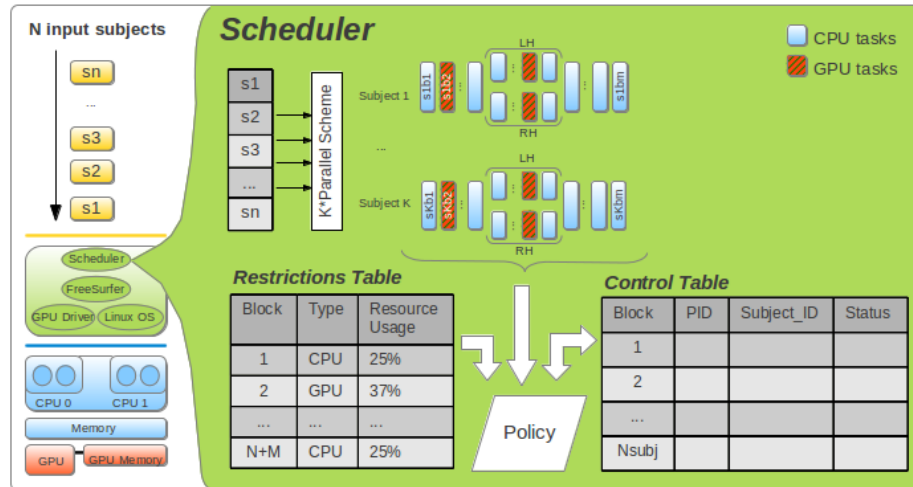 N input subjects
sn
...
s3
s2
s1
Scheduler
FreeSurfer
GPU Driver
Linux OS
CPU 0
CPU 1
Memory
GPU
GPU Memory
Scheduler
s1
s2
s3
...
sn
K*Parallel Scheme
Subject 1
s1b1
s1b2
...
LH
...
...
RH
...
s1bm
...
Subject K
sKb1
sKb2
...
LH
...
...
RH
...
sKbm
CPU tasks
GPU tasks
Restrictions Table
Block Type Resource Usage
1 CPU 25%
2 GPU 37%
... ... ...
N+M CPU 25%
Policy
Control Table
Block PID Subject_ID Status
1
2
...
Nsubj